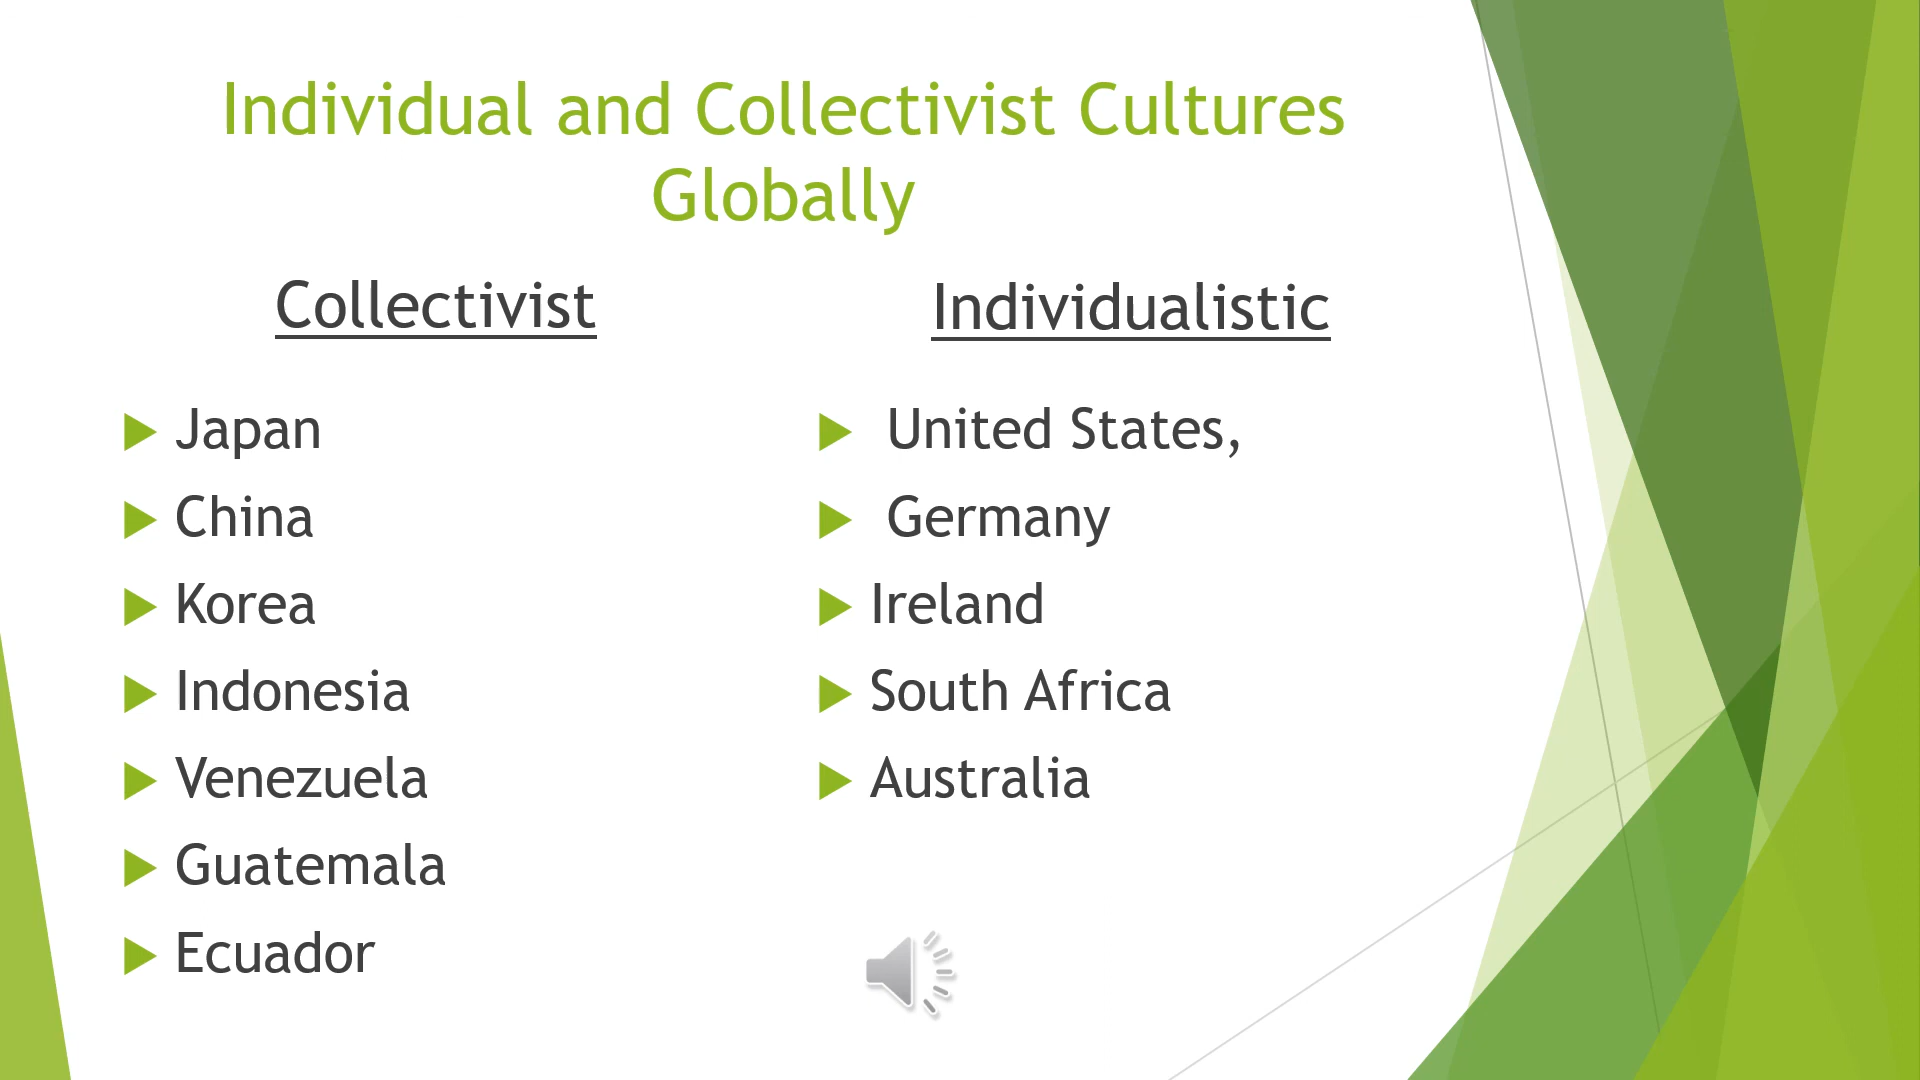 Individual and Collectivist Cultures
Globally
Collectivist
Japan
China
Korea
Indonesia
Venezuela
Guatemala
Ecuador
Individualistic
United States,
Germany
Ireland
South Africa
Australia